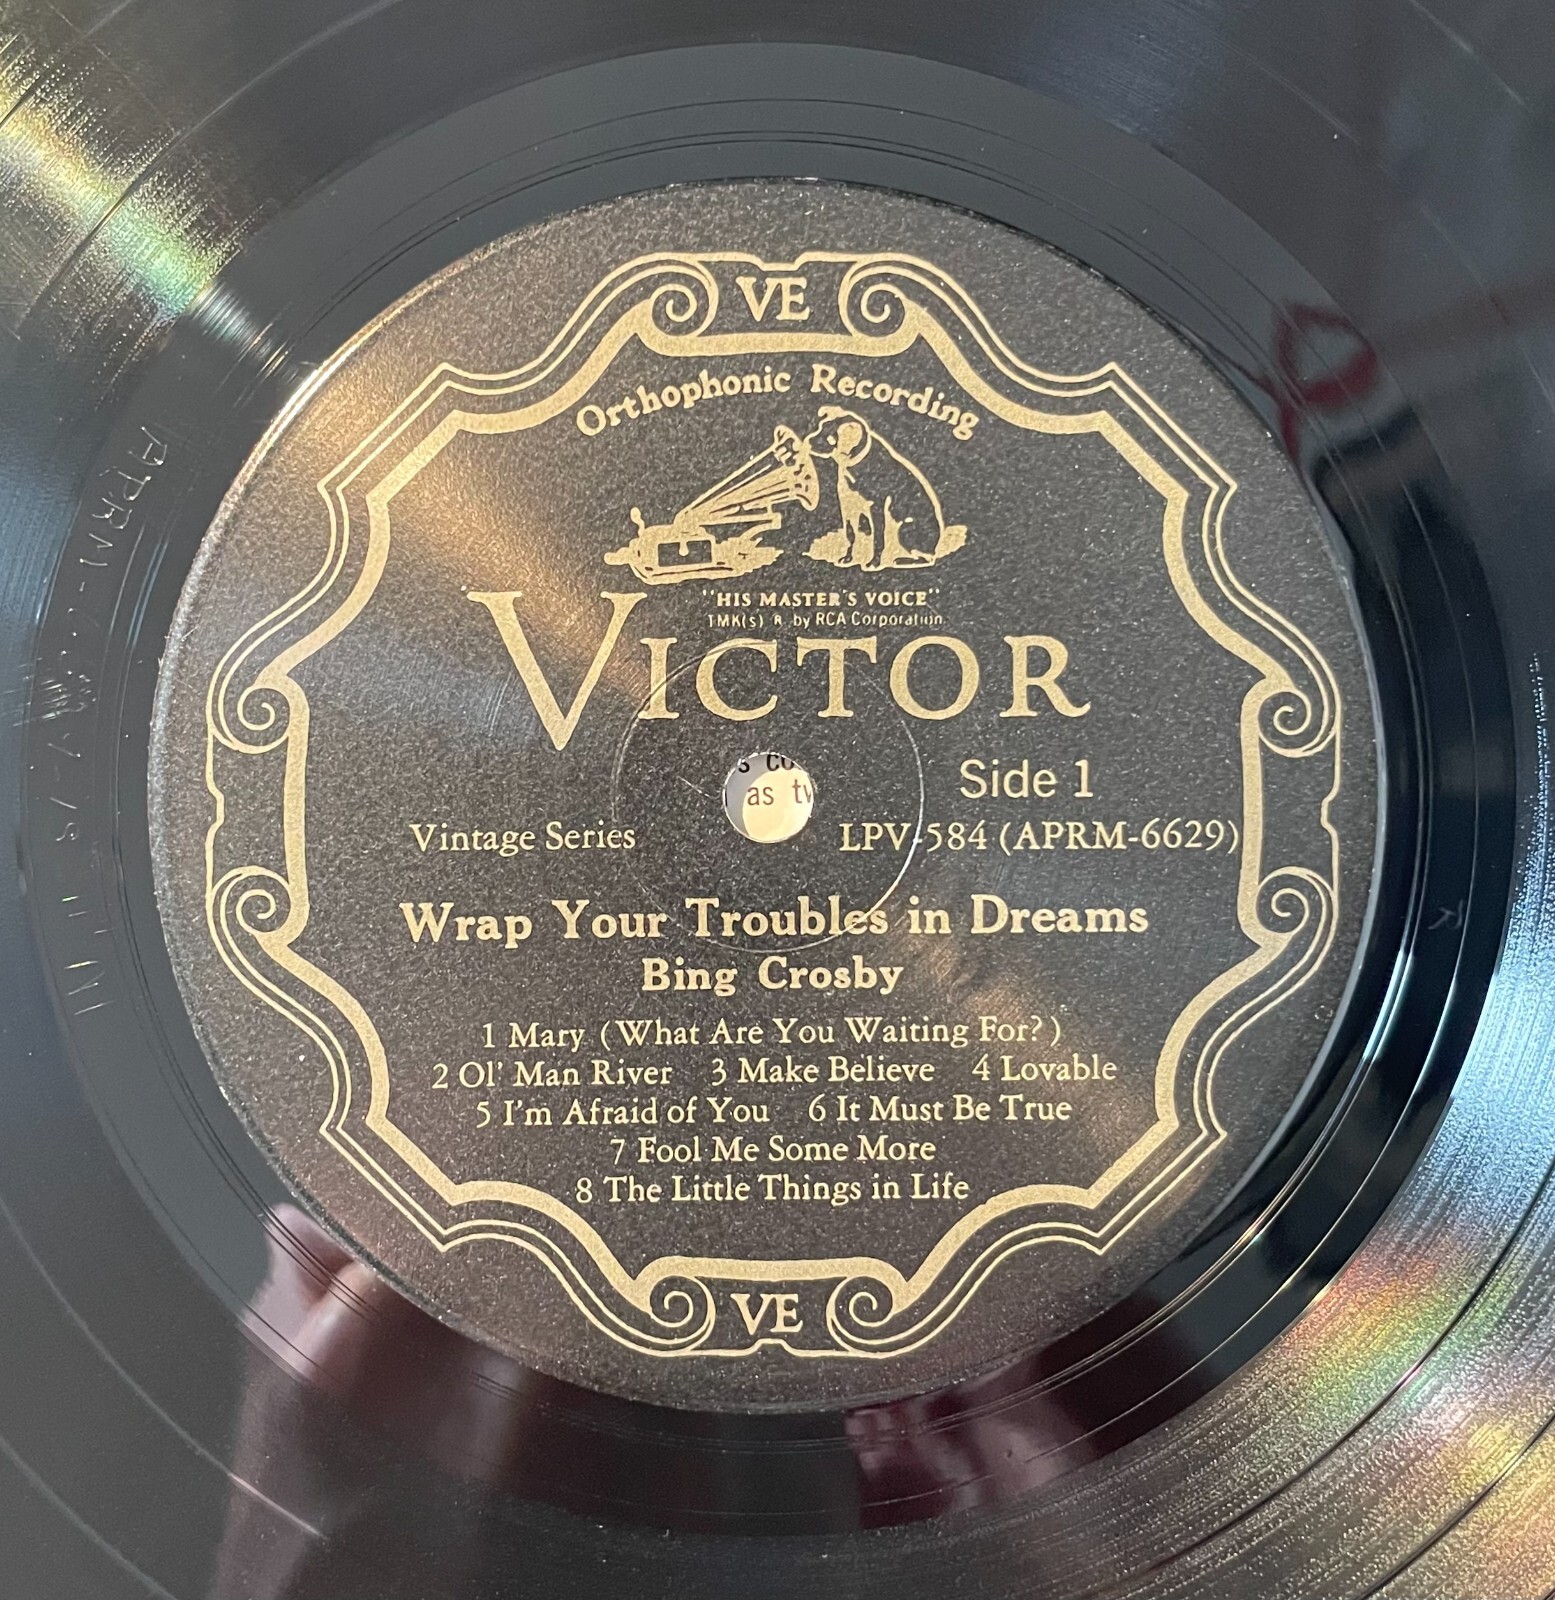 VE
Orthophonic Recording
"HIS MASTER'S VOICE"
TMK(s) ® by RCA Corporation
VICTOR
Side 1
s co
as tw
Vintage Series
LPV-584 (APRM-6629)
Wrap Your Troubles in Dreams
Bing Crosby
1 Mary (What Are You Waiting For?)
2 Ol' Man River 3 Make Believe 4 Lovable
5 I'm Afraid of You 6 It Must Be True
7 Fool Me Some More
8 The Little Things in Life
VE